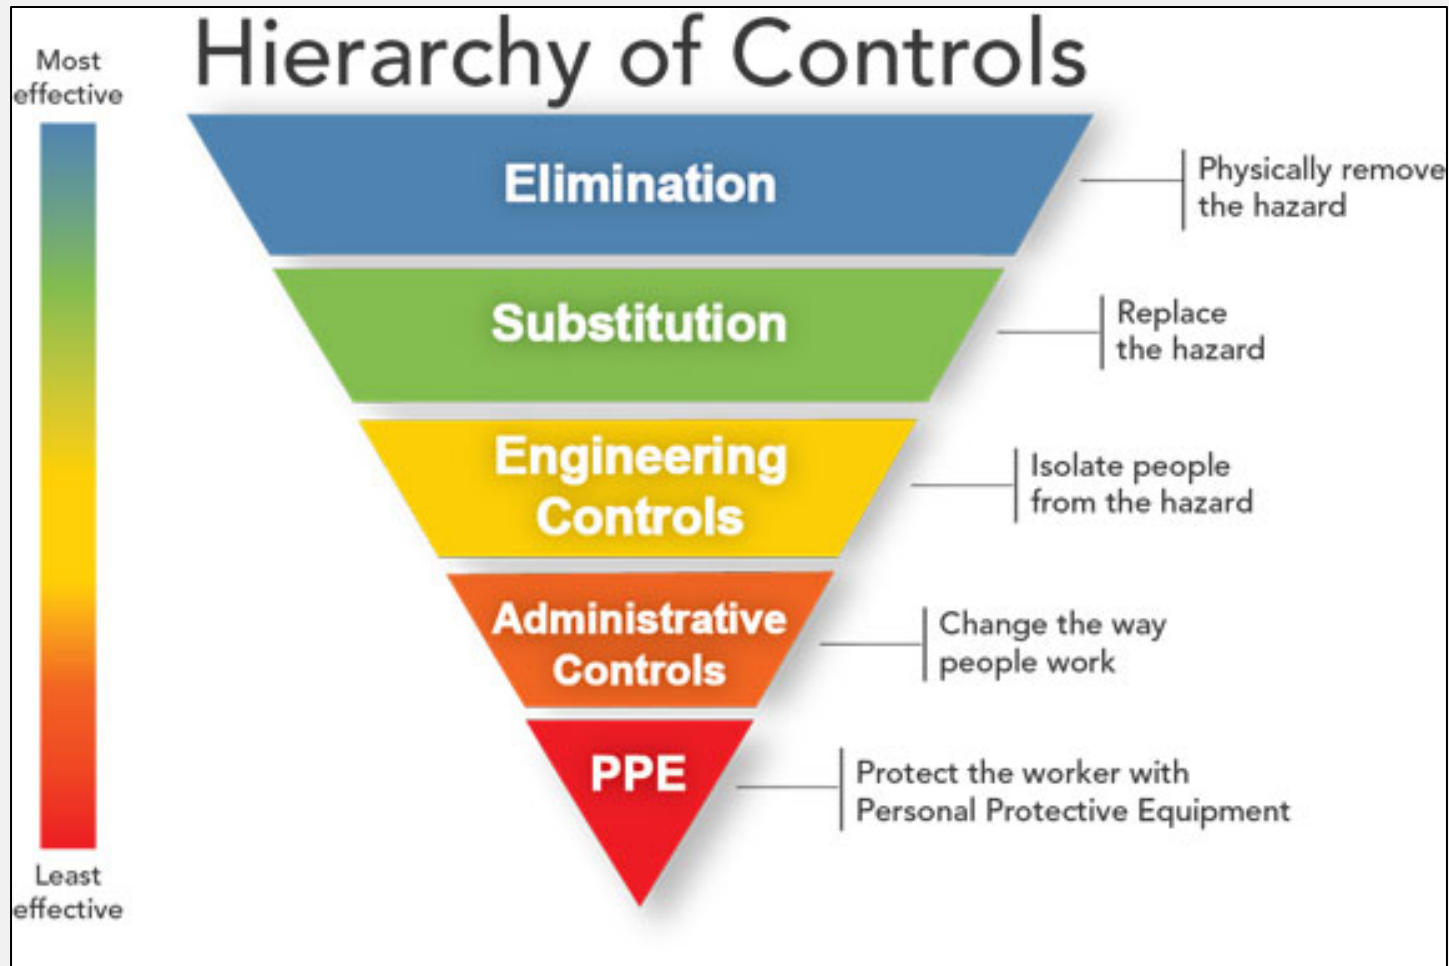 Hierarchy of Controls
Most
effective
Elimination
Physically remove
the hazard
Substitution
Replace
the hazard
Engineering
Controls
Isolate people
from the hazard
Administrative
Controls
Change the way
people work
PPE
Protect the worker with
Personal Protective Equipment
Least
effective